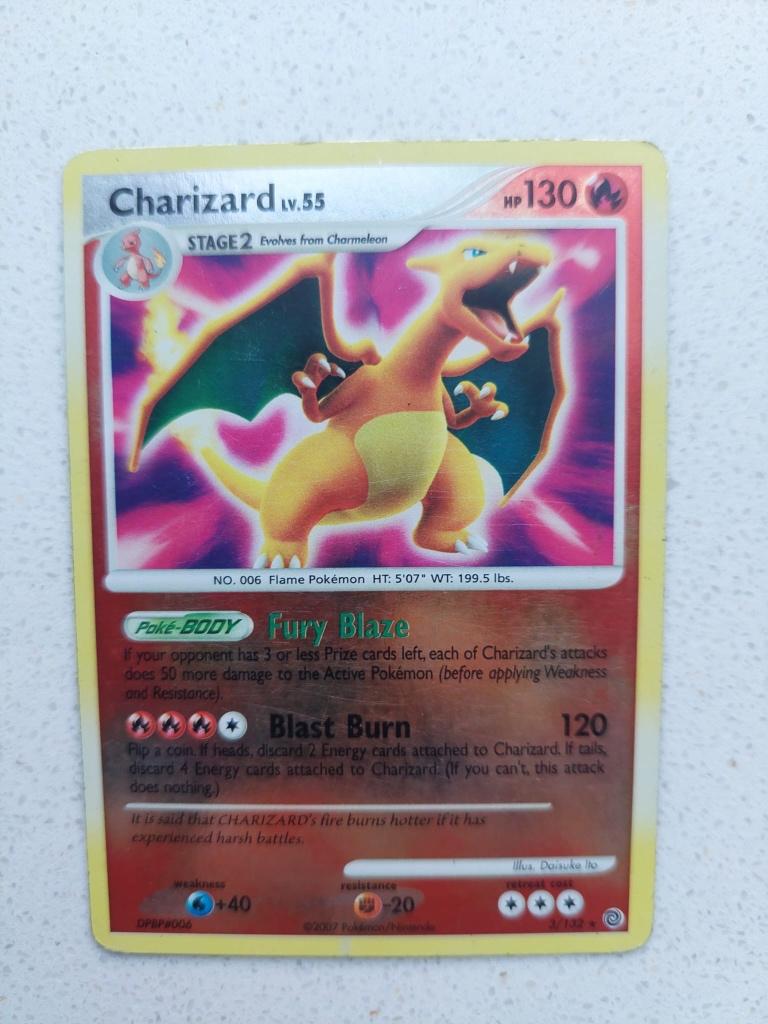 Charizard LV.55 HP 130
STAGE2 Evolves from Charmeleon
NO. 006 Flame Pokémon HT: 5'07" WT: 199.5 lbs.
Poké-BODY Fury Blaze
If your opponent has 3 or less Prize cards left, each of Charizard's attacks
does 50 more damage to the Active Pokémon (before applying Weakness
and Resistance).
Blast Burn 120
Flip a coin. If heads, discard 2 Energy cards attached to Charizard. If tails,
discard 4 Energy cards attached to Charizard. (If you can't, this attack
does nothing.)
It is said that CHARIZARD's fire burns hotter if it has
experienced harsh battles.
Illus. Daisuke Ito
weakness resistance retreat cost
+40 -20
DPBP#006 ©2007 Pokémon/Nintendo 3/132